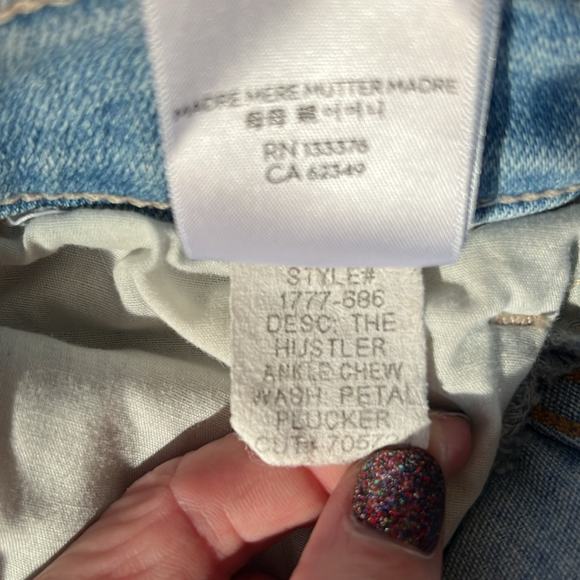 MADRE MERE MUTTER MADRE
RN 133376
CA 62349
STYLE#
1777-686
DESC: THE
HUSTLER
ANKLE CHEW
WASH: PETAL
PLUCKER
CUT#